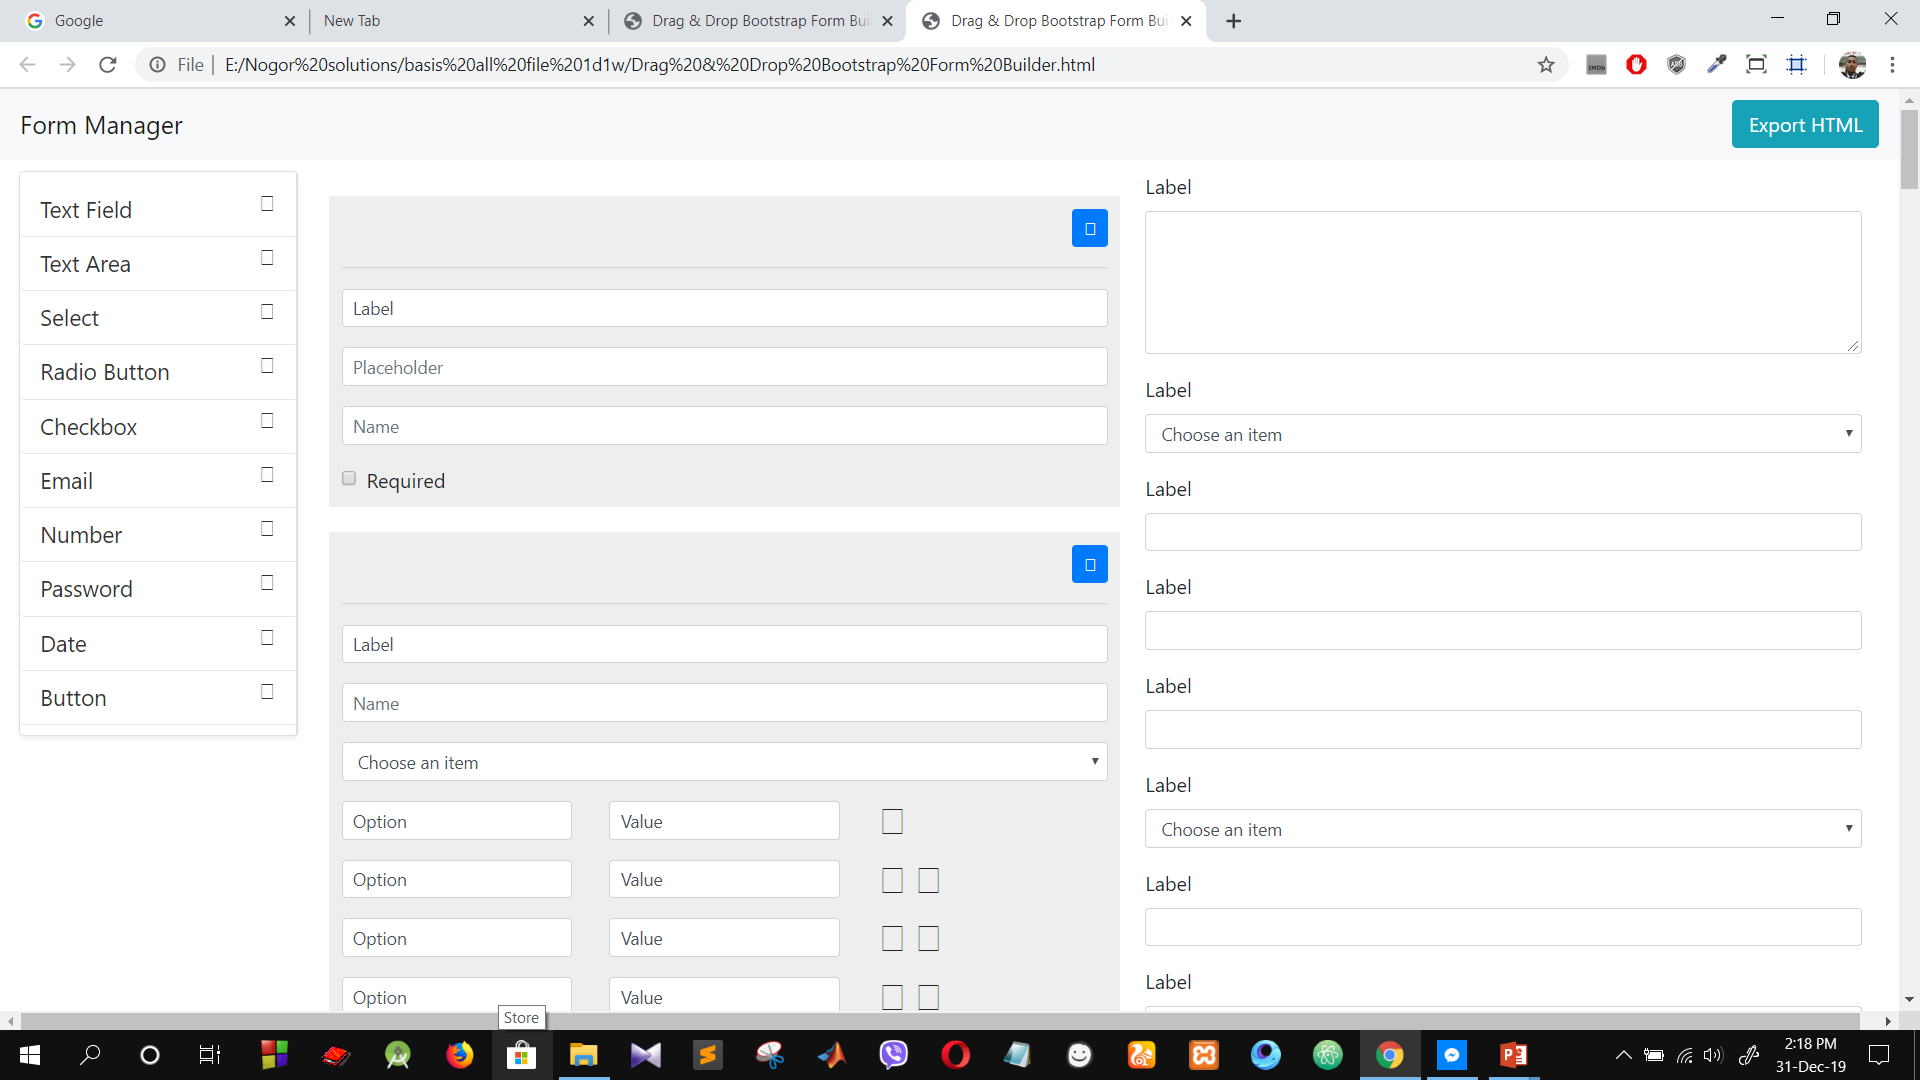 Google
New Tab
Drag & Drop Bootstrap Form Bui
Drag & Drop Bootstrap Form Bui
File
E:/Nogor%20solutions/basis%20all%20file%201d1w/Drag%20&%20Drop%20Bootstrap%20Form%20Builder.html
Form Manager
Export HTML
Text Field
Text Area
Select
Radio Button
Checkbox
Email
Number
Password
Date
Button
Label
Placeholder
Name
Required
Label
Name
Choose an item
Option Value
Option Value
Option Value
Option Value
Label
Label
Choose an item
Label
Label
Label
Label
Choose an item
Label
Label
Store
2:18 PM
31-Dec-19